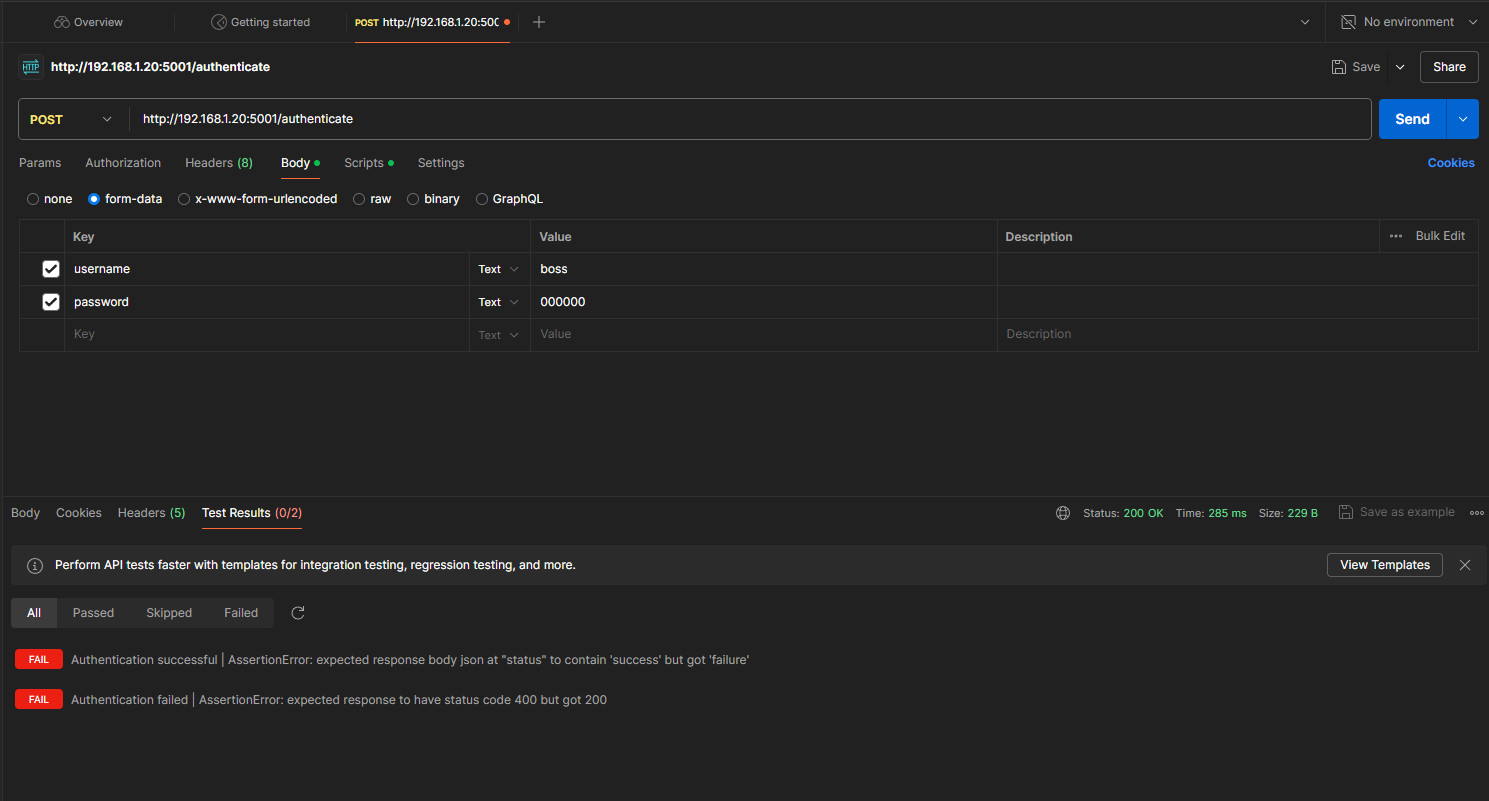 Overview Getting started POST http://192.168.1.20:500 No environment
HTTP http://192.168.1.20:5001/authenticate Save Share
POST http://192.168.1.20:5001/authenticate Send
Params Authorization Headers (8) Body Scripts Settings Cookies
none form-data x-www-form-urlencoded raw binary GraphQL
Key Value Description Bulk Edit
username Text boss
password Text 000000
Key Text Value Description
Body Cookies Headers (5) Test Results (0/2) Status: 200 OK Time: 285 ms Size: 229 B Save as example
Perform API tests faster with templates for integration testing, regression testing, and more. View Templates
All Passed Skipped Failed
FAIL Authentication successful | AssertionError: expected response body json at "status" to contain 'success' but got 'failure'
FAIL Authentication failed | AssertionError: expected response to have status code 400 but got 200